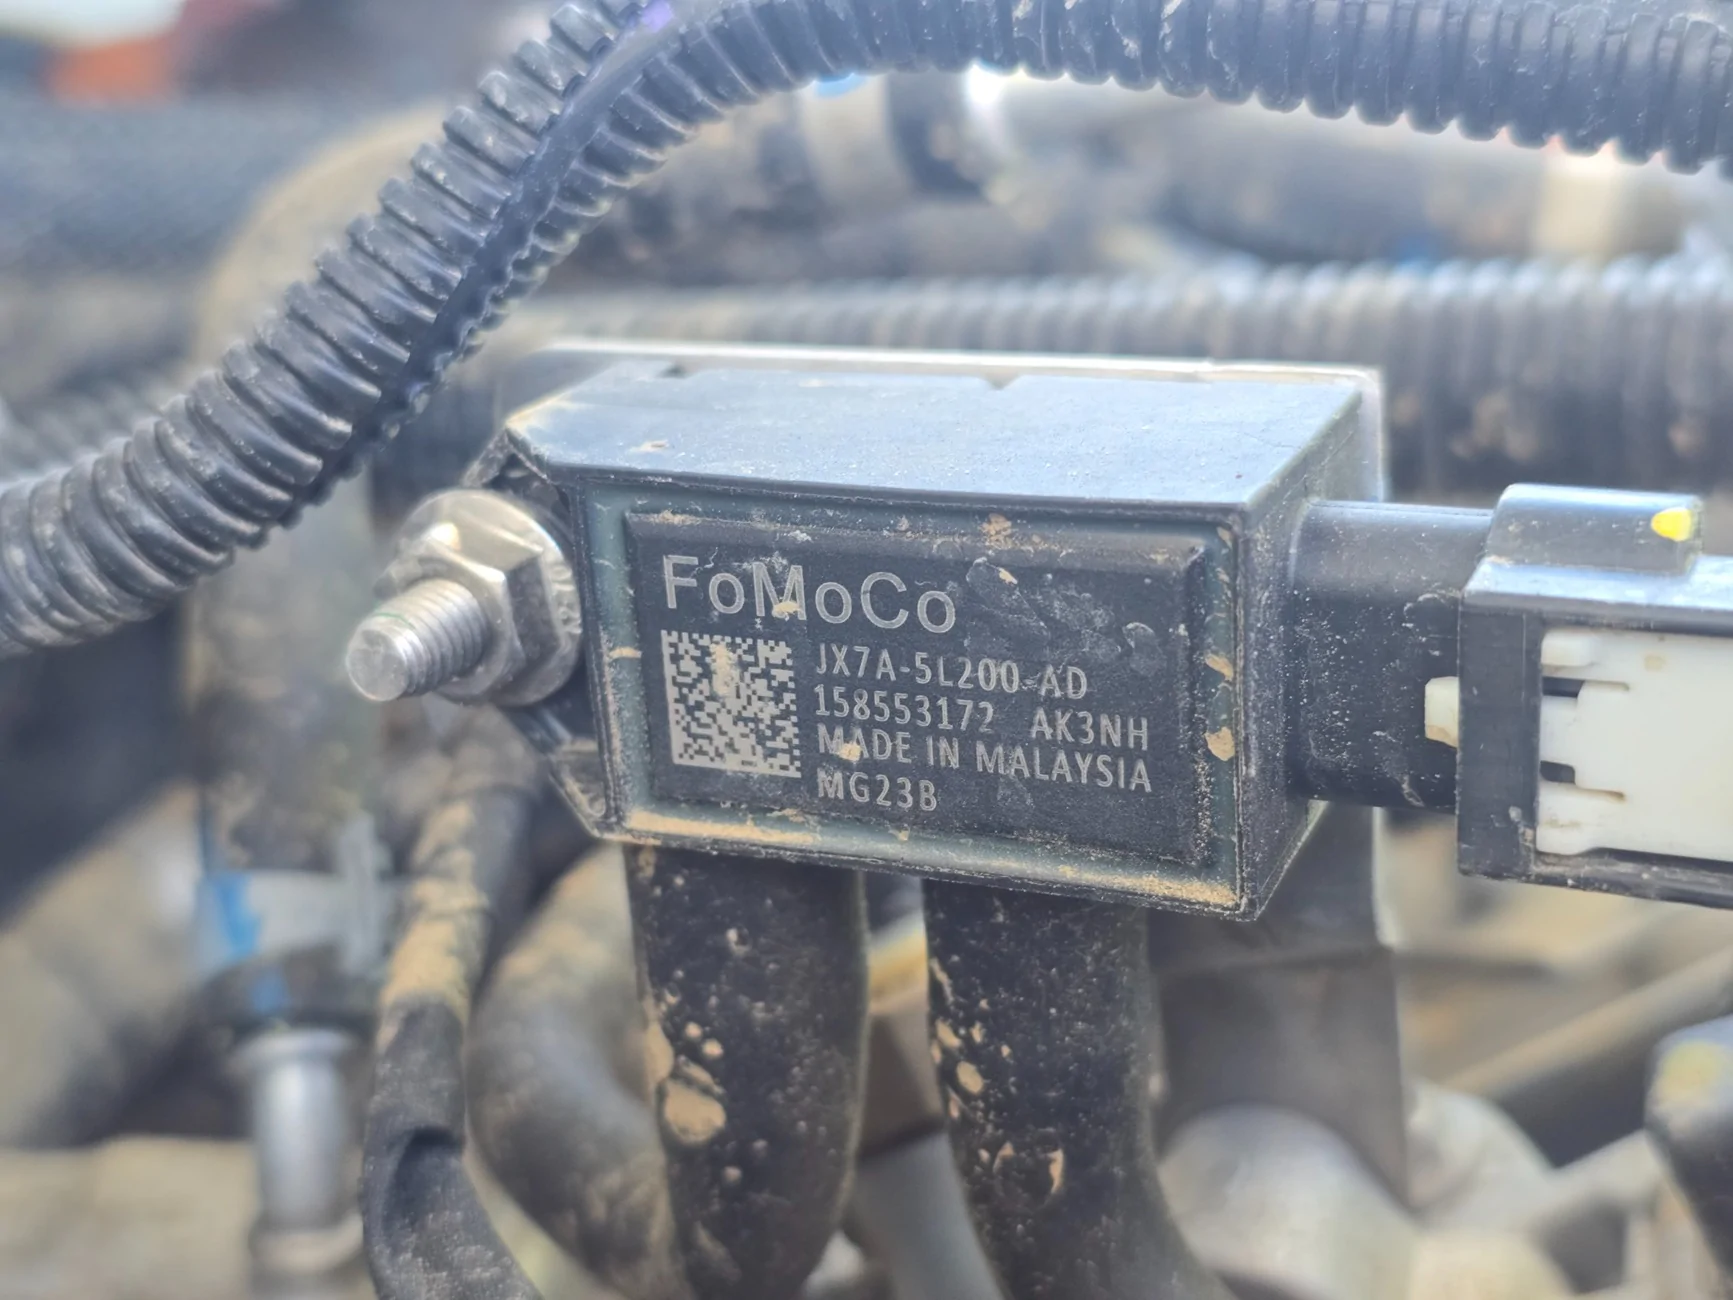 FoMoCo
JX7A-5L200-AD
158553172 AK3NH
MADE IN MALAYSIA
MG23B